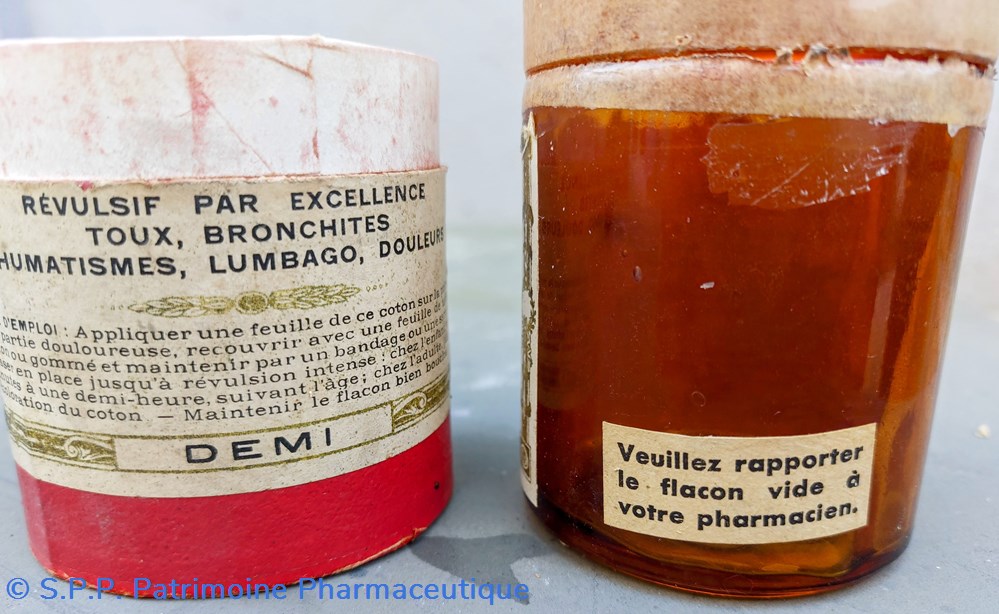 RÉVULSIF PAR EXCELLENCE
TOUX, BRONCHITES
HUMATISMES, LUMBAGO, DOULEURS
D'EMPLOI : Appliquer une feuille de ce coton sur la
partie douloureuse, recouvrir avec une feuille de
ou gommé et maintenir par un bandage ou une
en place jusqu'à révulsion intense : chez l'enfant
à une demi-heure, suivant l'âge ; chez l'adulte
du coton. — Maintenir le flacon bien bouché
DEMI
Veuillez rapporter
le flacon vide à
votre pharmacien.
© S.P.P. Patrimoine Pharmaceutique